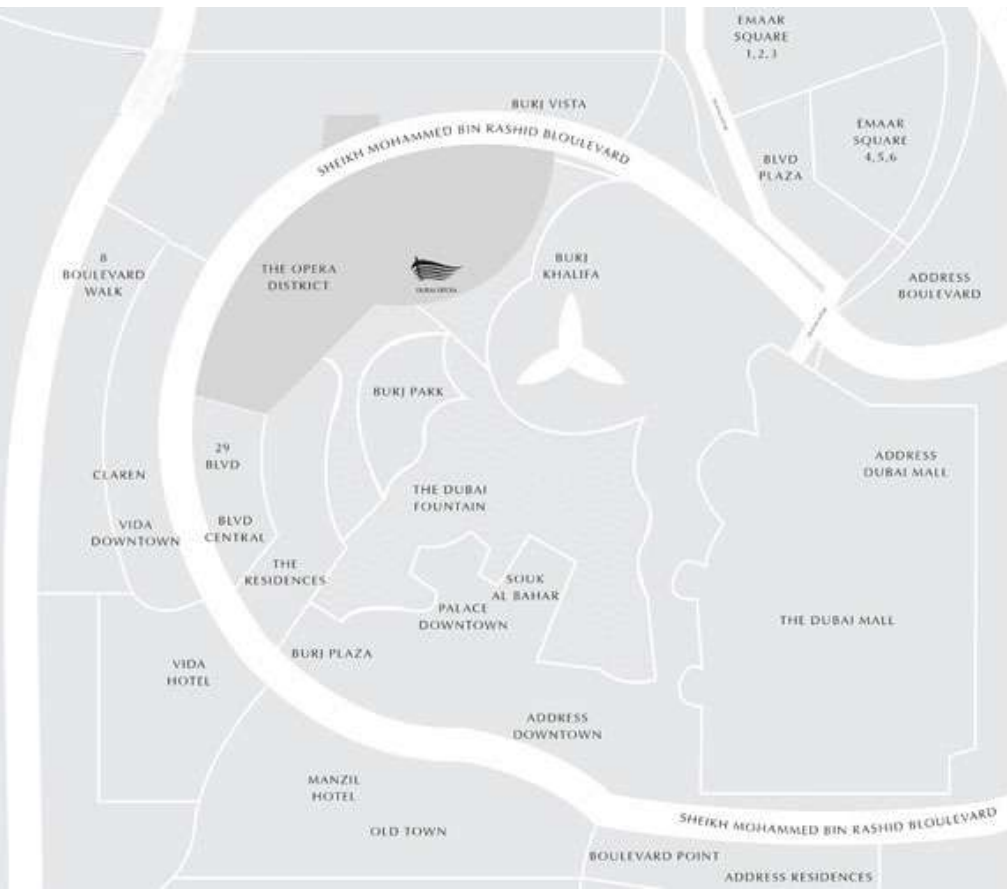 EMAAR
SQUARE
1,2,3
BURJ VISTA
SHEIKH MOHAMMED BIN RASHID BLOULEVARD
EMAAR
SQUARE
4,5,6
BLVD
PLAZA
8
BOULEVARD
WALK
THE OPERA
DISTRICT
DUBAI OPERA
BURJ
KHALIFA
ADDRESS
BOULEVARD
BURJ PARK
29
BLVD
CLAREN
ADDRESS
DUBAI MALL
THE DUBAI
FOUNTAIN
VIDA
DOWNTOWN
BLVD
CENTRAL
THE
RESIDENCES
SOUK
AL BAHAR
PALACE
DOWNTOWN
THE DUBAI MALL
BURJ PLAZA
VIDA
HOTEL
ADDRESS
DOWNTOWN
MANZIL
HOTEL
OLD TOWN
SHEIKH MOHAMMED BIN RASHID BLOULEVARD
BOULEVARD POINT
ADDRESS RESIDENCES